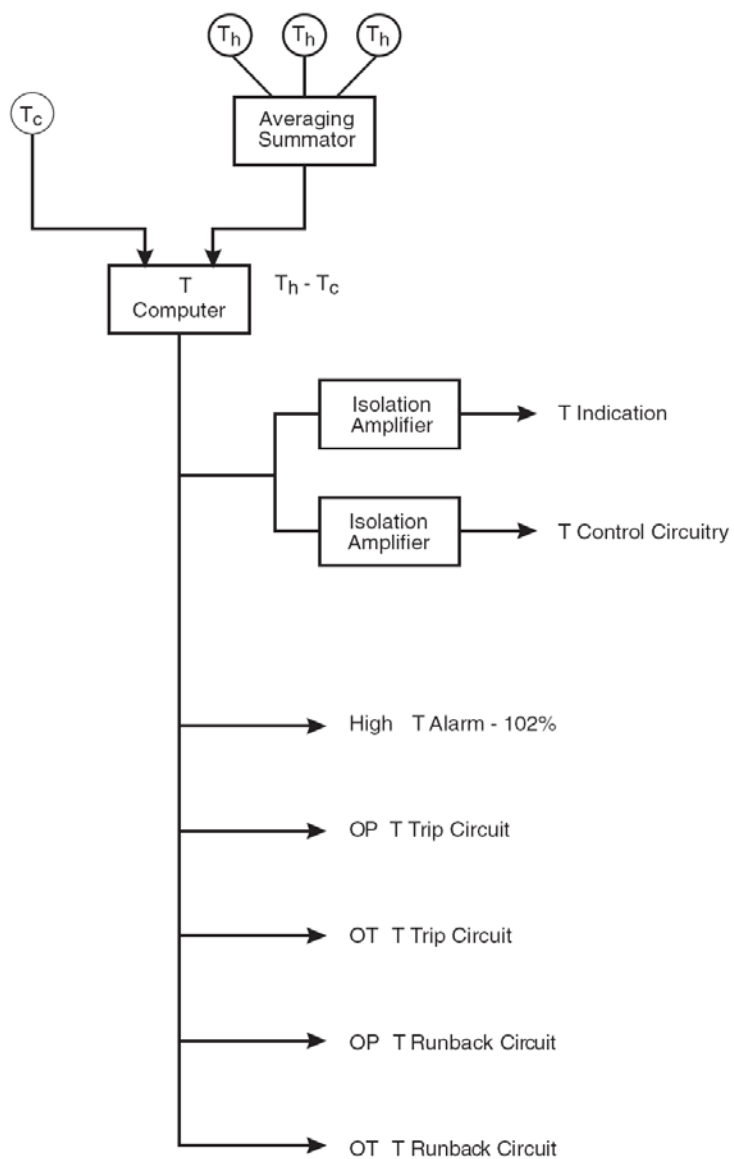 Th Th Th
Tc
Averaging
Summator
T
Computer
Th - Tc
Isolation
Amplifier
T Indication
Isolation
Amplifier
T Control Circuitry
High T Alarm - 102%
OP T Trip Circuit
OT T Trip Circuit
OP T Runback Circuit
OT T Runback Circuit